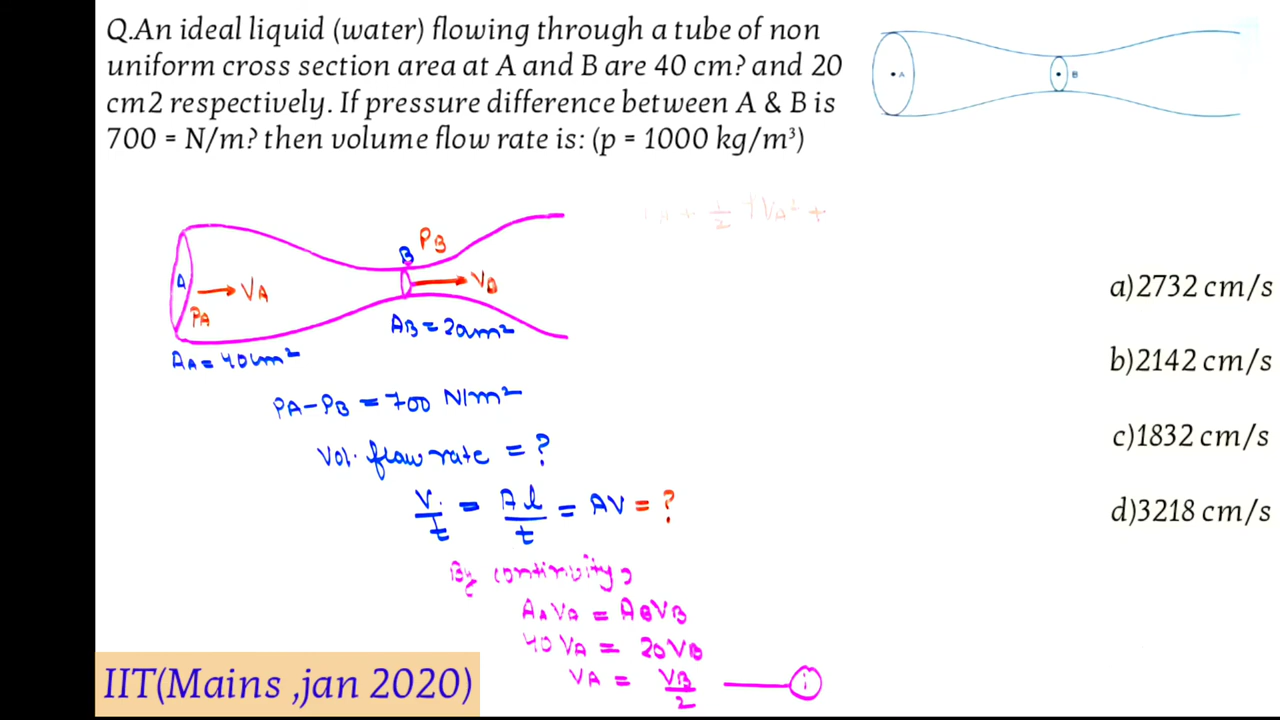 Q.An ideal liquid (water) flowing through a tube of non
uniform cross section area at A and B are 40 cm? and 20
cm2 respectively. If pressure difference between A & B is
700 = N/m? then volume flow rate is: (p = 1000 kg/m³)
A
B
B
PB
A
VA
VB
PA
AB = 20cm²
AA = 40cm²
PA-PB = 700 N/m²
Vol. flow rate = ?
V/t = Al/t = AV = ?
By continuity,
AAVA = ABVB
40VA = 20VB
VA = VB/2 i
a)2732 cm/s
b)2142 cm/s
c)1832 cm/s
d)3218 cm/s
IIT(Mains ,jan 2020)